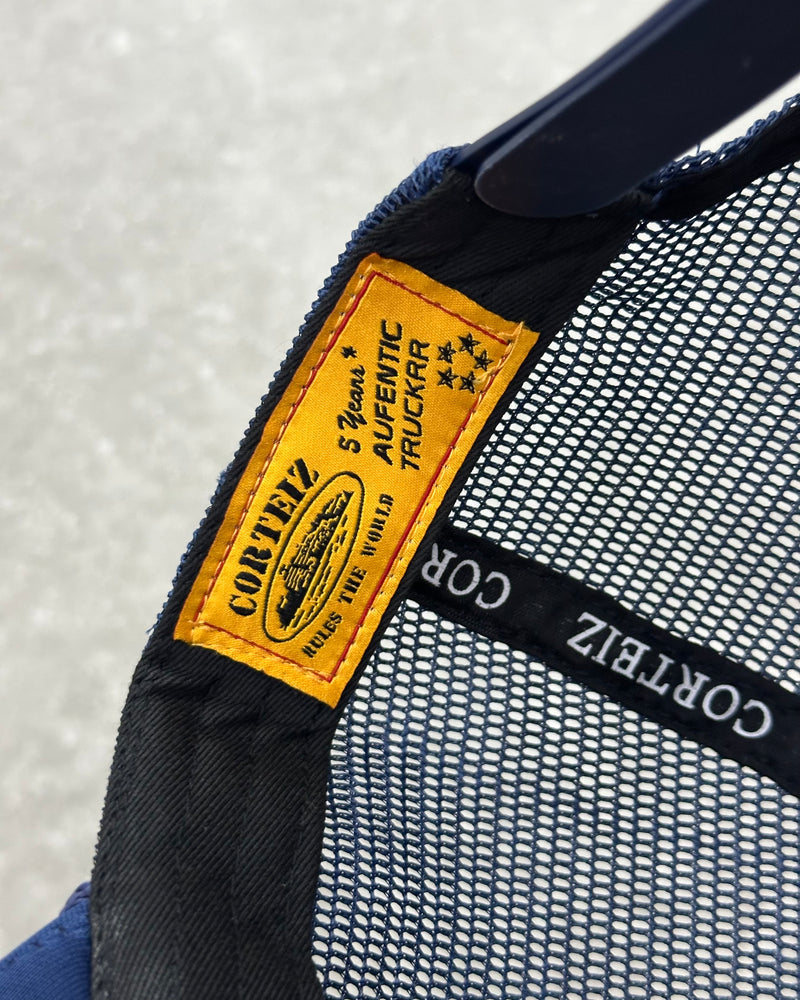 5 Years +
AUFENTIC
TRUCKRR
CORTEIZ
RULES THE WORLD
COR
CORTEIZ